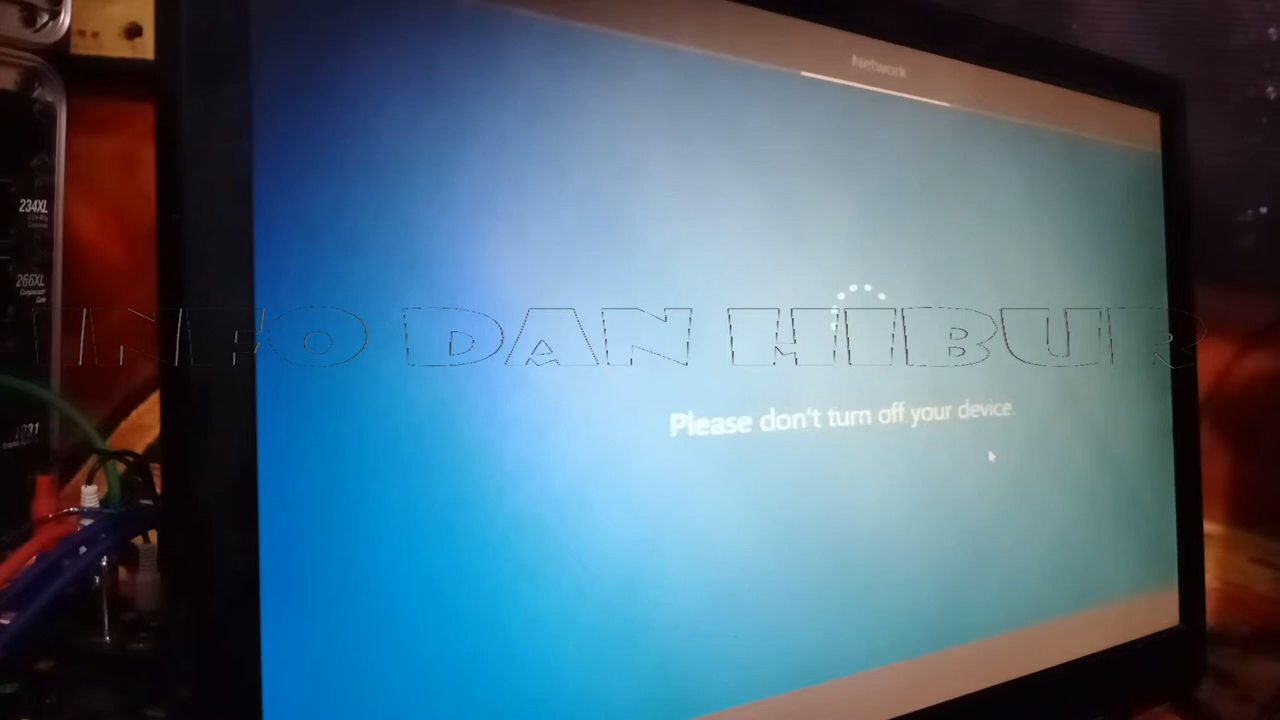 Network
234XL
266XL
INFO DAN HIBUR
Please don't turn off your device.